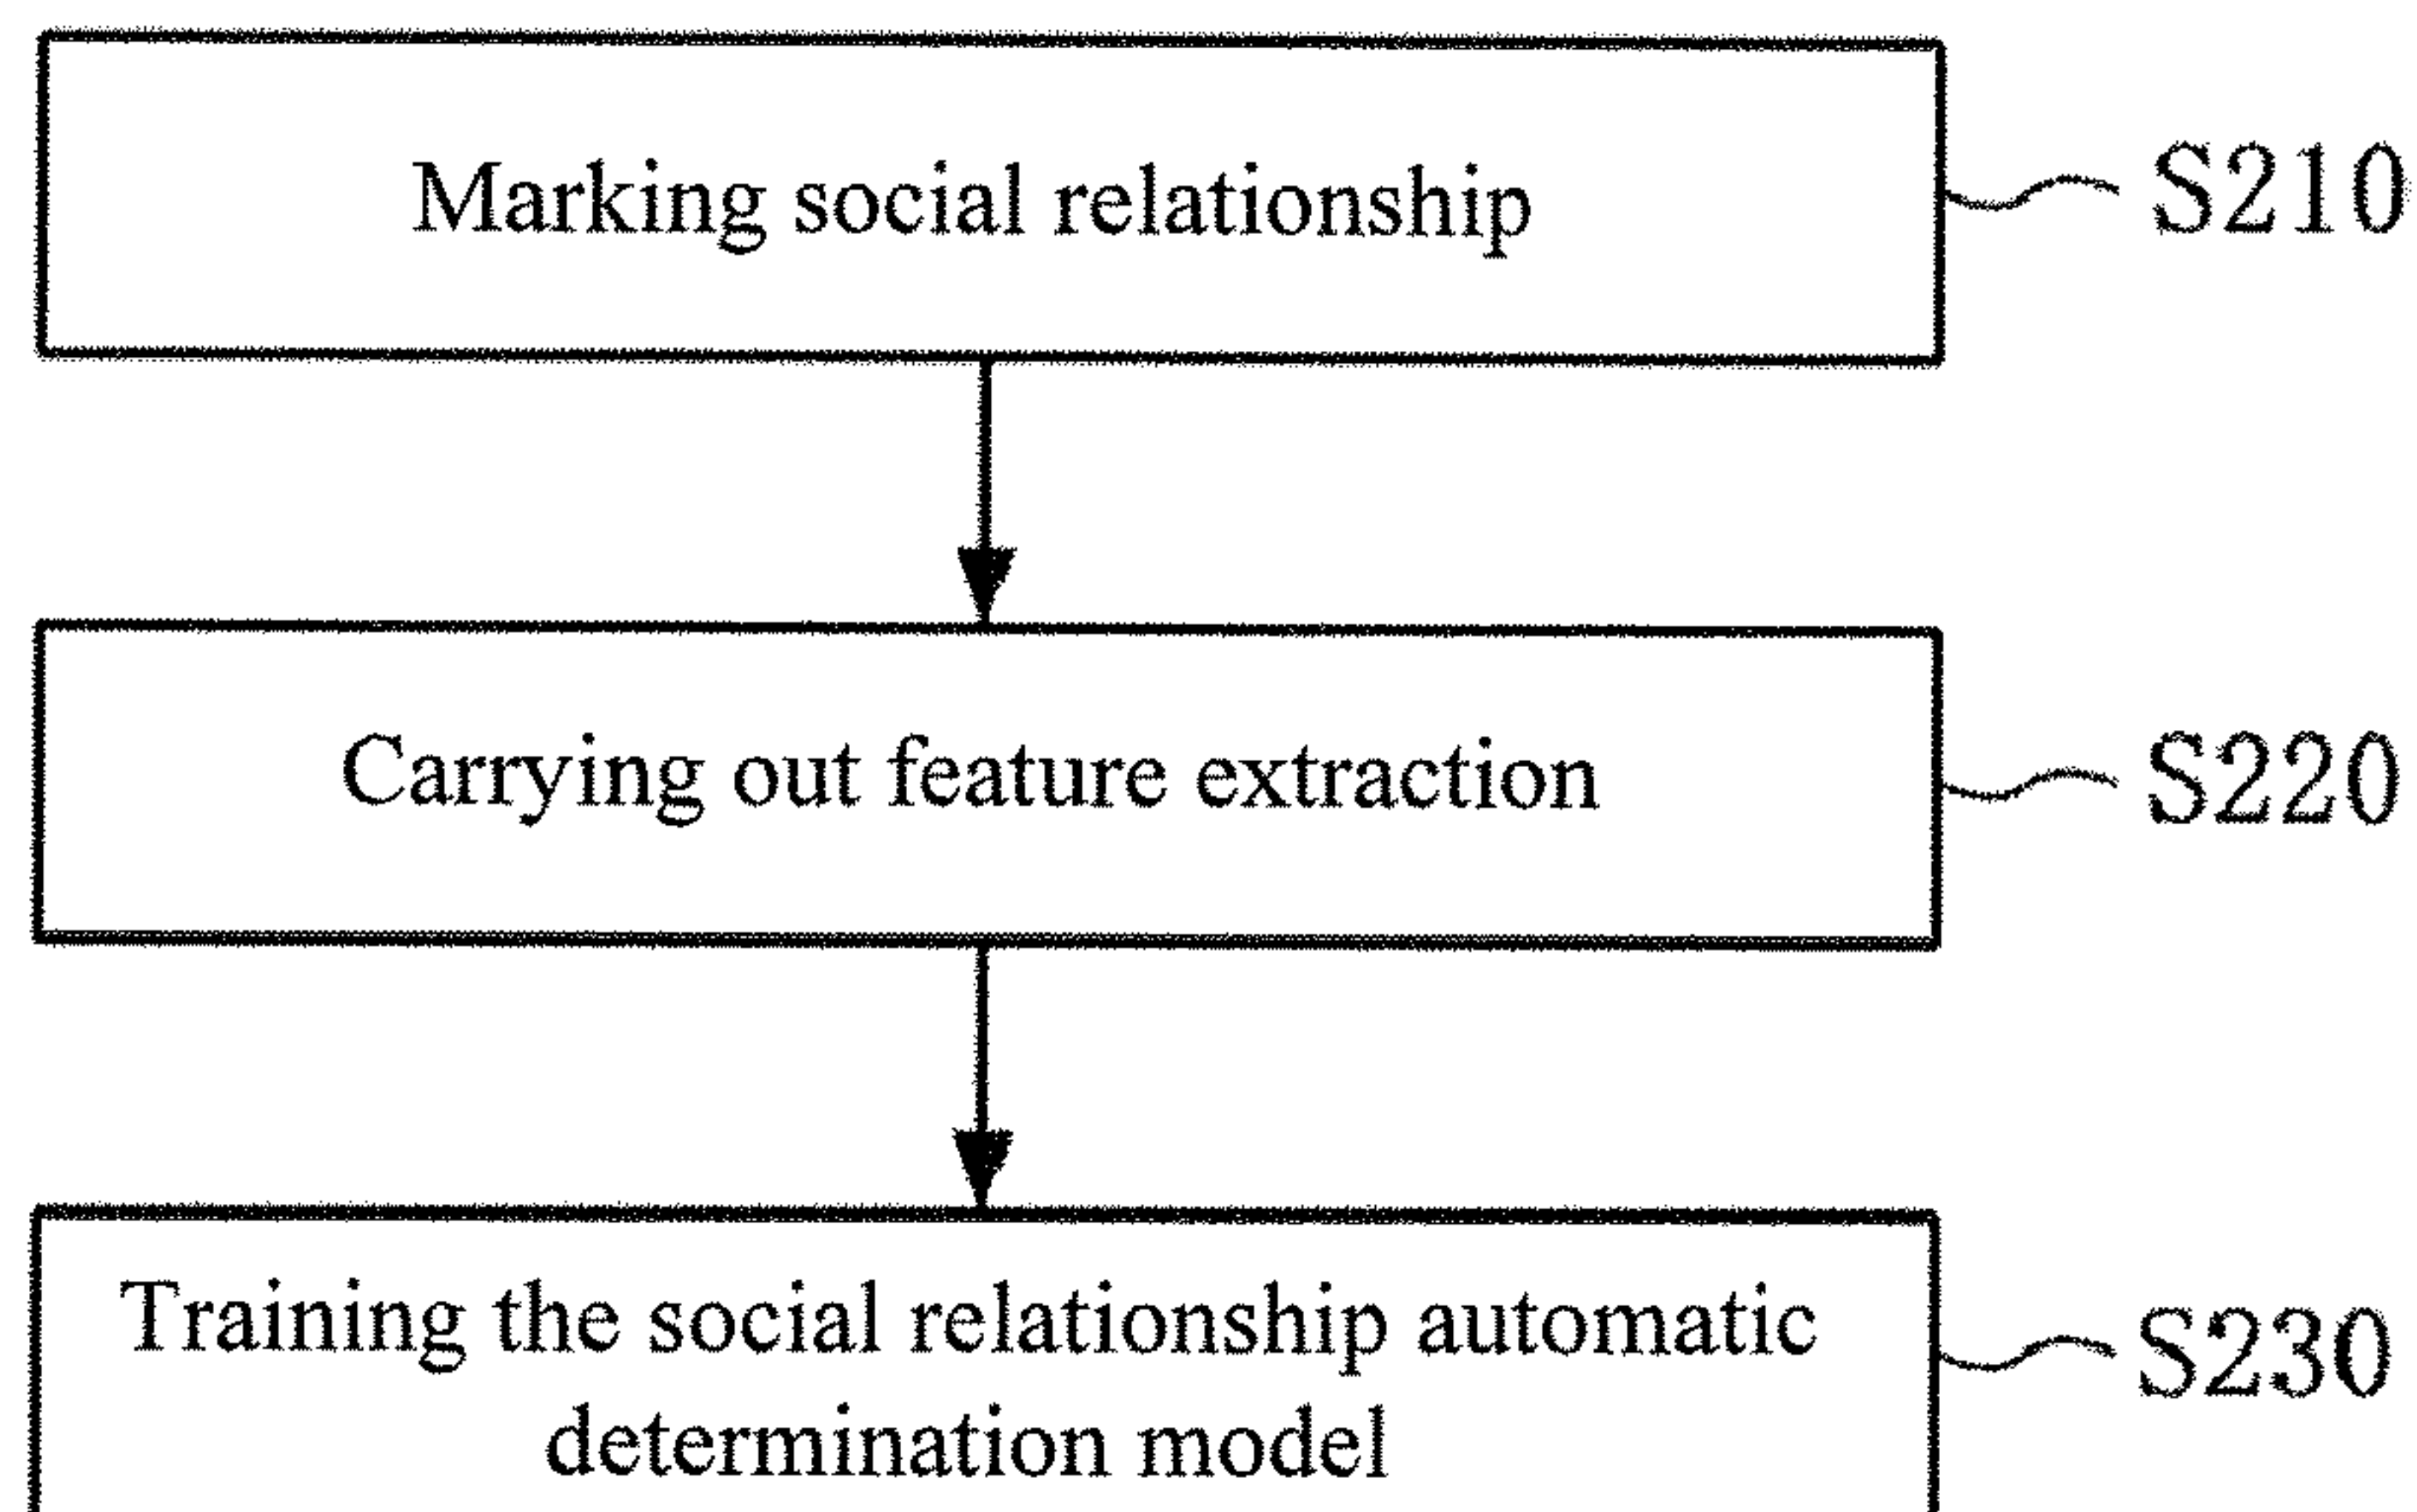 Marking social relationship
S210
Carrying out feature extraction
S220
Training the social relationship automatic
determination model
S230